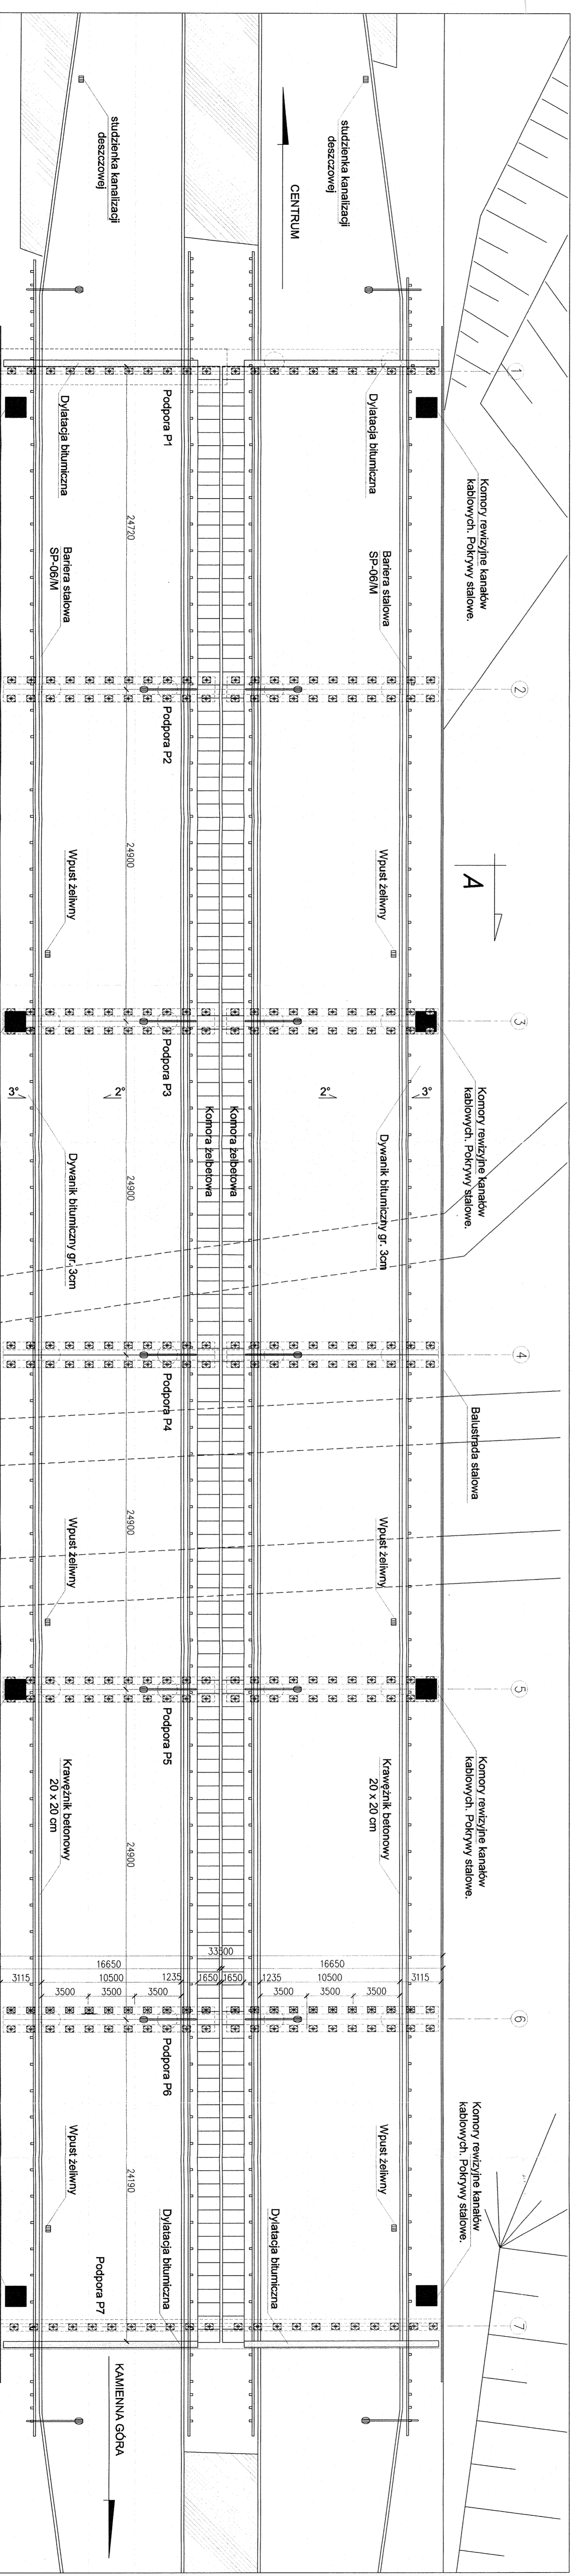 studzienka kanalizacji
deszczowej
studzienka kanalizacji
deszczowej
CENTRUM
1
Podpora P1
Dylatacja bitumiczna
Dylatacja bitumiczna
Komory rewizyjne kanałów
kablowych. Pokrywy stalowe.
24720
Bariera stalowa
SP-06/M
Bariera stalowa
SP-06/M
2
Podpora P2
24900
Wpust żeliwny
Wpust żeliwny
A
3
Podpora P3
3°
2°
2°
3°
Komora żelbetowa
Komora żelbetowa
Komory rewizyjne kanałów
kablowych. Pokrywy stalowe.
Dywanik bitumiczny gr. 3cm
Dywanik bitumiczny gr. 3cm
24900
4
Podpora P4
Balustrada stalowa
24900
Wpust żeliwny
Wpust żeliwny
5
Podpora P5
Komory rewizyjne kanałów
kablowych. Pokrywy stalowe.
Krawężnik betonowy
20 x 20 cm
Krawężnik betonowy
20 x 20 cm
24900
33300
16650
16650
3115
10500
1235
1650
1650
1235
10500
3115
3500
3500
3500
3500
3500
3500
6
Podpora P6
Wpust żeliwny
Wpust żeliwny
Komory rewizyjne kanałów
kablowych. Pokrywy stalowe.
24190
Dylatacja bitumiczna
Dylatacja bitumiczna
Podpora P7
7
KAMIENNA GÓRA